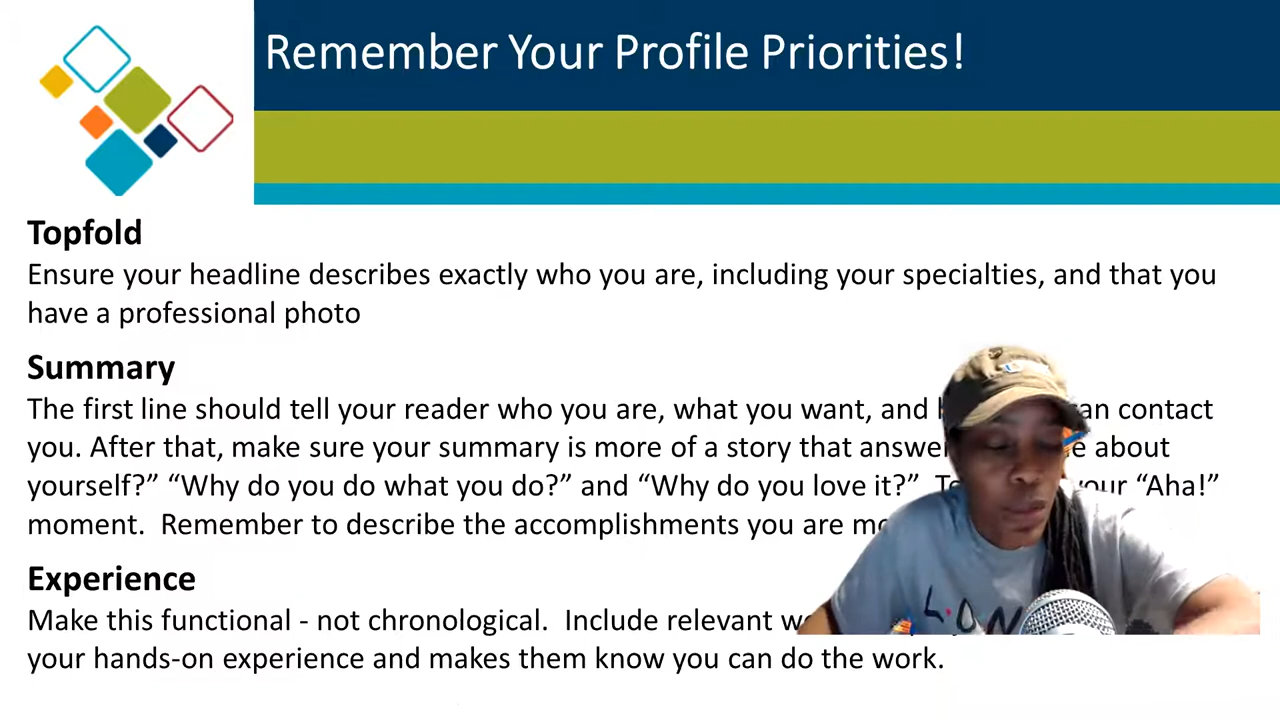 Remember Your Profile Priorities!
Topfold
Ensure your headline describes exactly who you are, including your specialties, and that you
have a professional photo
Summary
The first line should tell your reader who you are, what you want, and can contact
you. After that, make sure your summary is more of a story that about
yourself?” “Why do you do what you do?” and “Why do you love it?” your “Aha!”
moment. Remember to describe the accomplishments you are
Experience
Make this functional - not chronological. Include relevant
your hands-on experience and makes them know you can do the work.